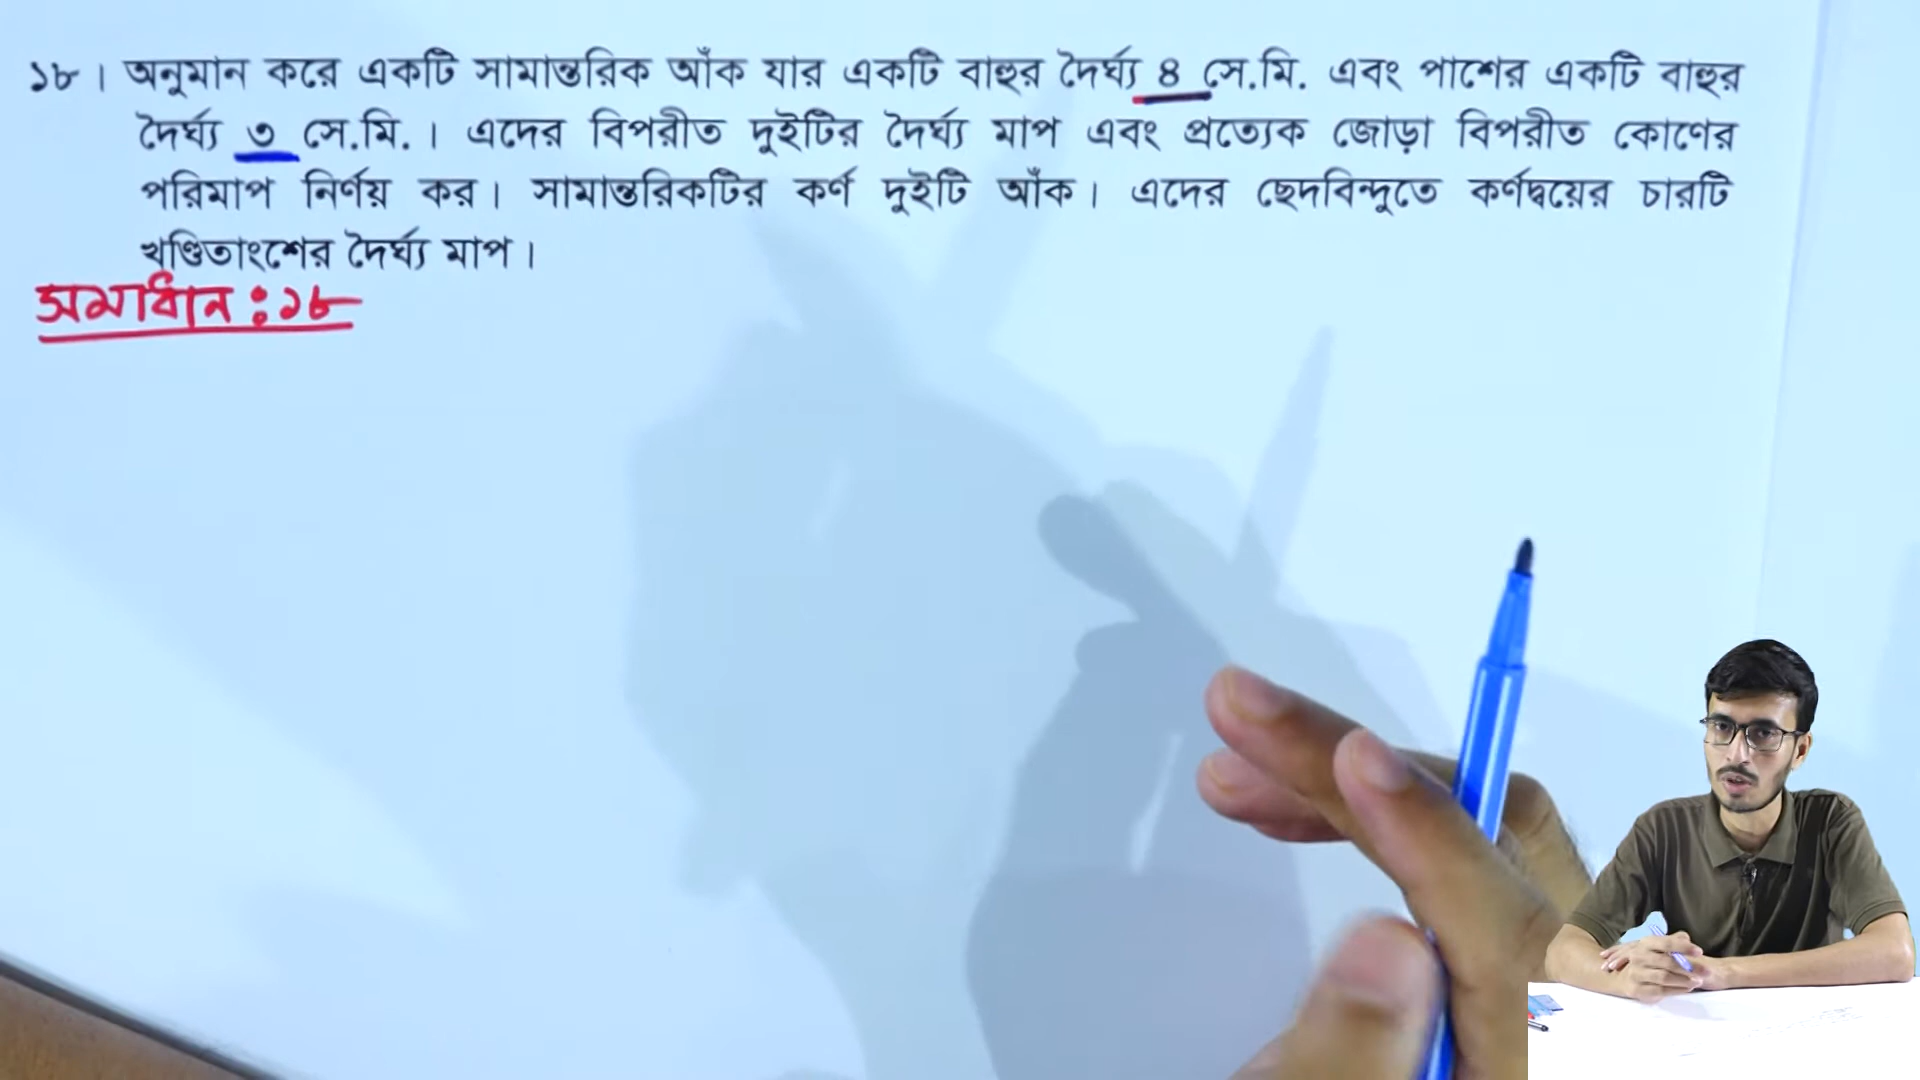 ১৮। অনুমান করে একটি সামান্তরিক আঁক যার একটি বাহুর দৈর্ঘ্য ৪ সে.মি. এবং পাশের একটি বাহুর
দৈর্ঘ্য ৩ সে.মি.। এদের বিপরীত দুইটির দৈর্ঘ্য মাপ এবং প্রত্যেক জোড়া বিপরীত কোণের
পরিমাপ নির্ণয় কর। সামান্তরিকটির কর্ণ দুইটি আঁক। এদের ছেদবিন্দুতে কর্ণদ্বয়ের চারটি
খণ্ডিতাংশের দৈর্ঘ্য মাপ।
সমাধান : ১৮